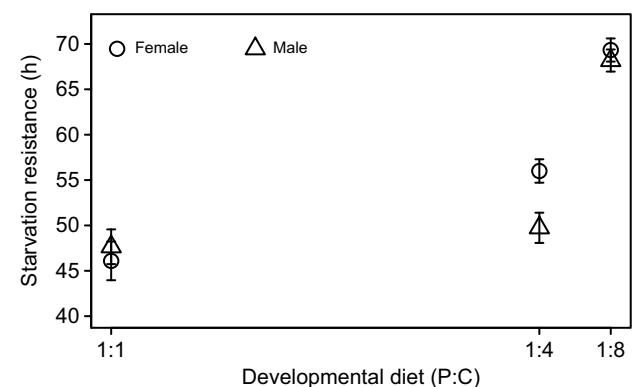 Starvation resistance (h)
70
65
60
55
50
45
40
Female
Male
1:1
1:4
1:8
Developmental diet (P:C)